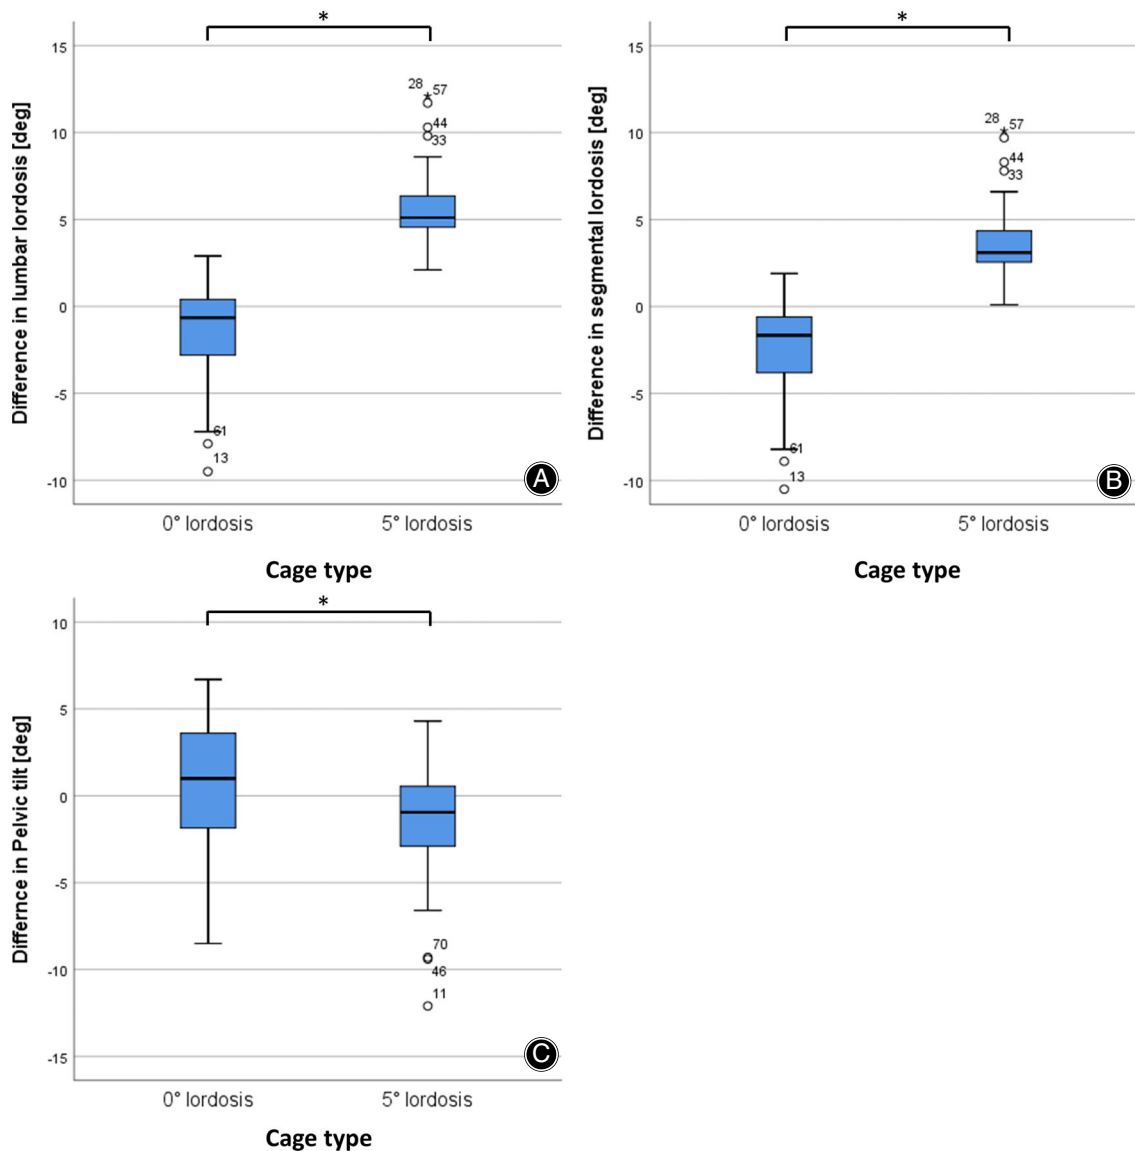 *
Difference in lumbar lordosis [deg]
15
10
5
0
-5
-10
28
57
44
33
61
13
A
0° lordosis
5° lordosis
Cage type
*
Difference in segmental lordosis [deg]
15
10
5
0
-5
-10
28
57
44
33
61
13
B
0° lordosis
5° lordosis
Cage type
*
Differnce in Pelvic tilt [deg]
10
5
0
-5
-10
-15
70
46
11
C
0° lordosis
5° lordosis
Cage type